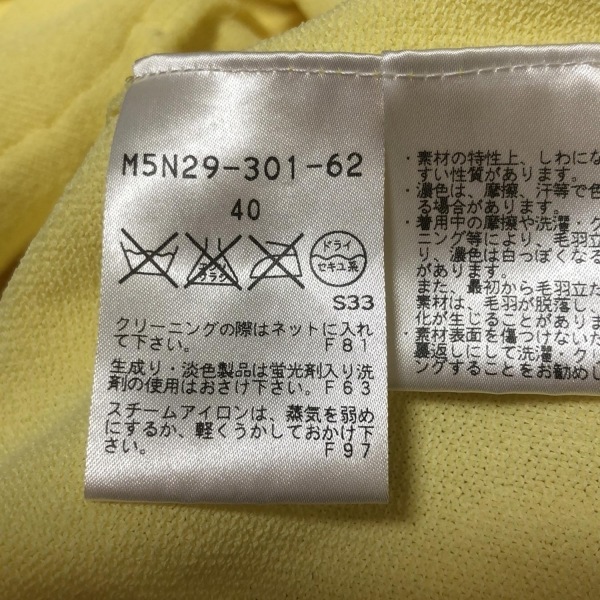 M5N29-301-62
40
エンソ
サラシ
ドライ
セキユ系
S33
クリーニングの際はネットに入れ
て下さい。 F81
生成り・淡色製品は蛍光剤入り洗
剤の使用はおさけ下さい。F63
スチームアイロンは、蒸気を弱め
にするか、軽くうかしておかけ下
さい。 F97
・素材の特性上、しわにな
すい性質があります。
・濃色は、摩擦、汗等で色
る場合があります。
・着用中の摩擦や洗濯・ク
ニング等により、毛羽立
り、濃色は白っぽくなる
があります。
また、最初から毛羽立た
素材は、毛羽が脱落し、
化が生じることがありま
・素材表面を傷つけないた
裏返しにして洗濯・クリ
ングすることをお勧めし